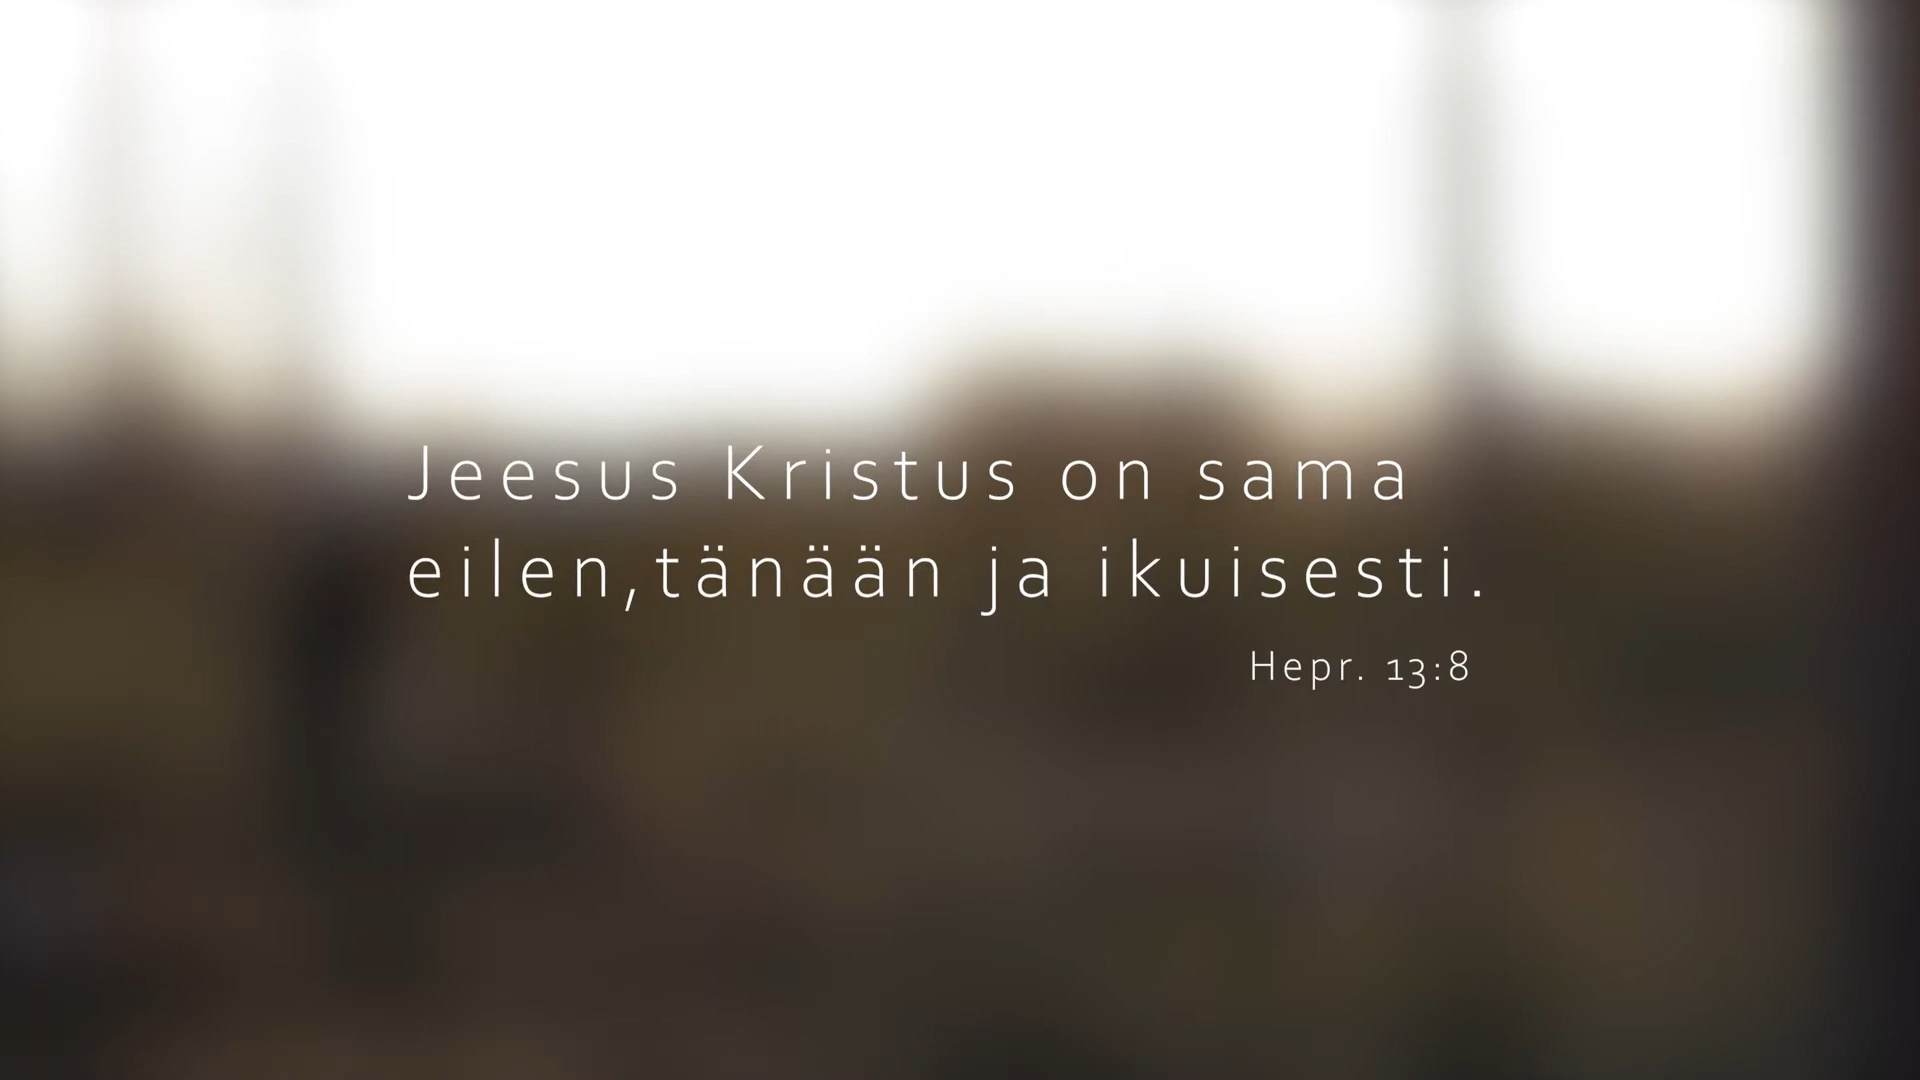 Jeesus Kristus on sama
eilen,tänään ja ikuisesti.
Hepr. 13:8